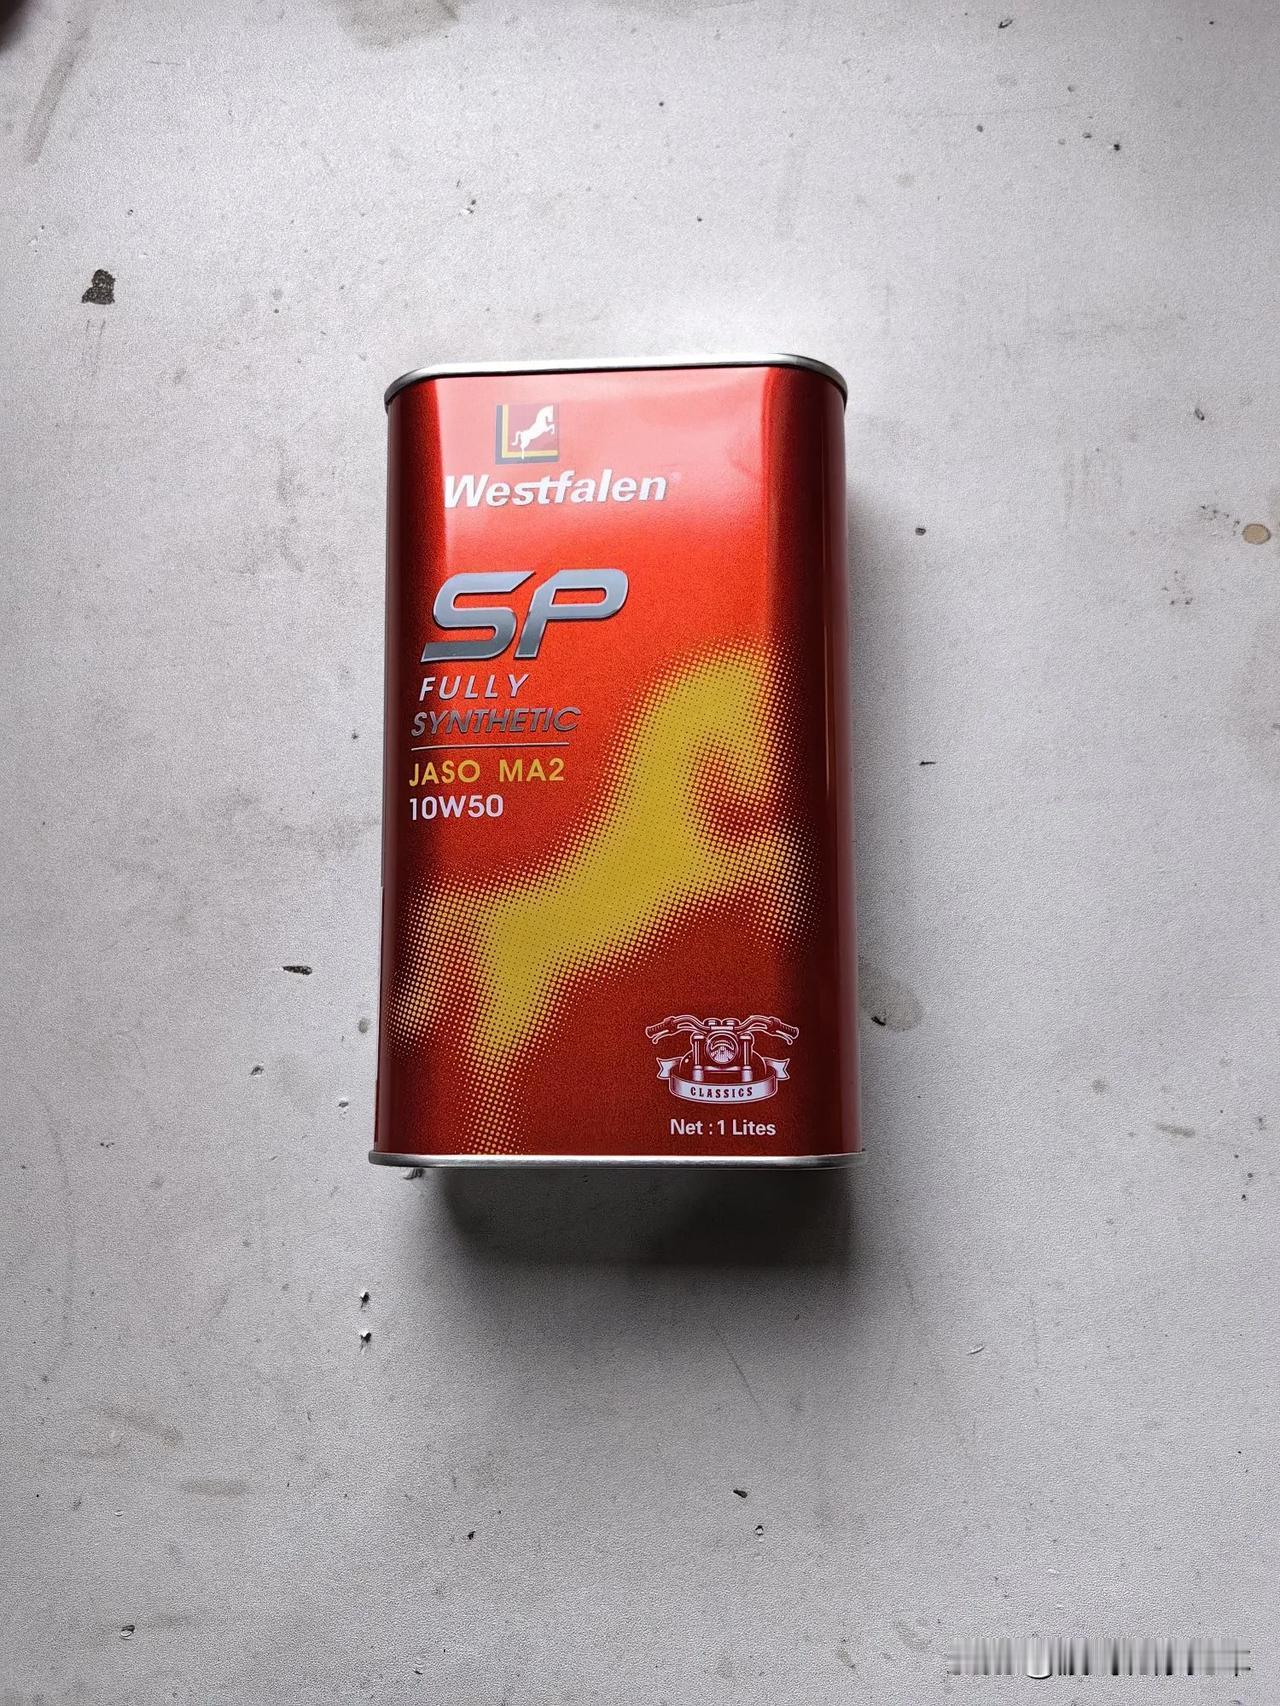 Westfalen
SP
FULLY
SYNTHETIC
JASO MA2
10W50
CLASSICS
Net : 1 Lites